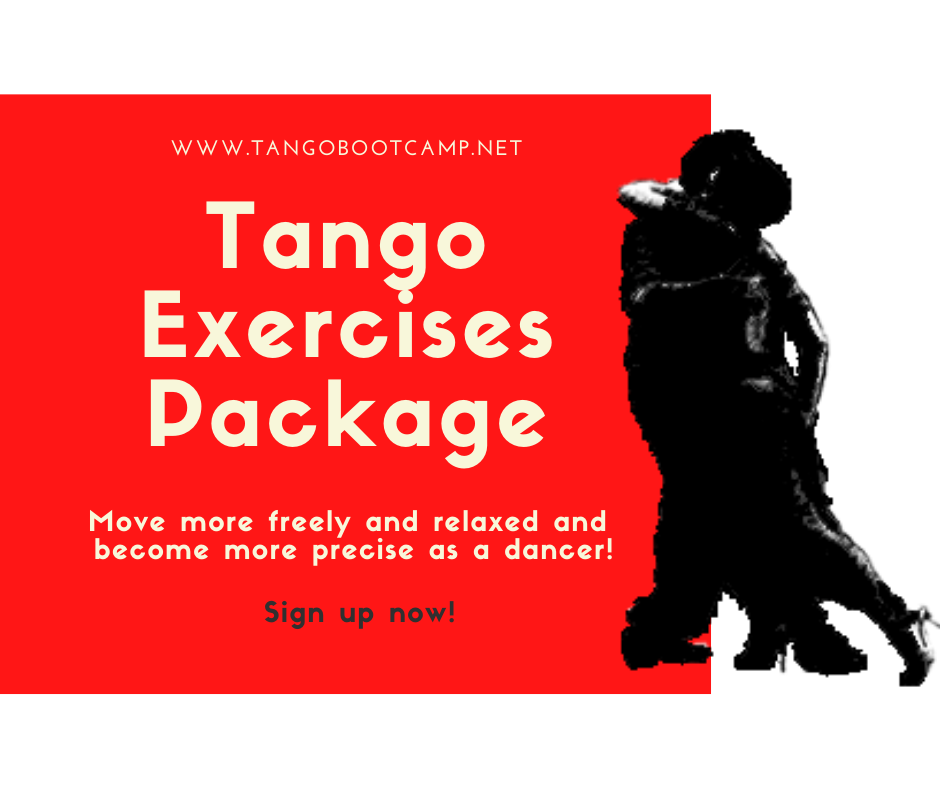 WWW.TANGOBOOTCAMP.NET
Tango
Exercises
Package
Move more freely and relaxed and
become more precise as a dancer!
Sign up now!